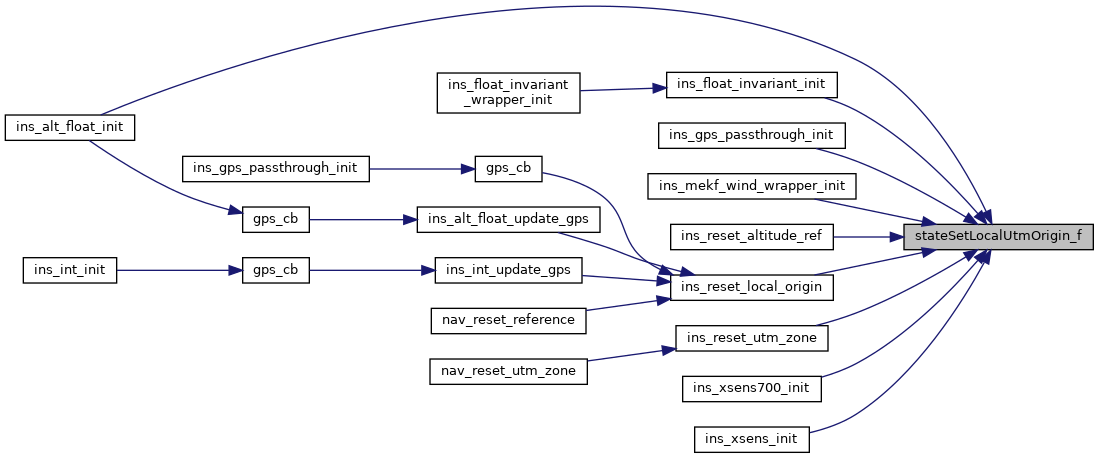 ins_float_invariant_init
ins_float_invariant
_wrapper_init
ins_alt_float_init
ins_gps_passthrough_init
ins_gps_passthrough_init
gps_cb
ins_mekf_wind_wrapper_init
gps_cb
ins_alt_float_update_gps
ins_reset_altitude_ref
stateSetLocalUtmOrigin_f
ins_int_init
gps_cb
ins_int_update_gps
ins_reset_local_origin
nav_reset_reference
ins_reset_utm_zone
nav_reset_utm_zone
ins_xsens700_init
ins_xsens_init